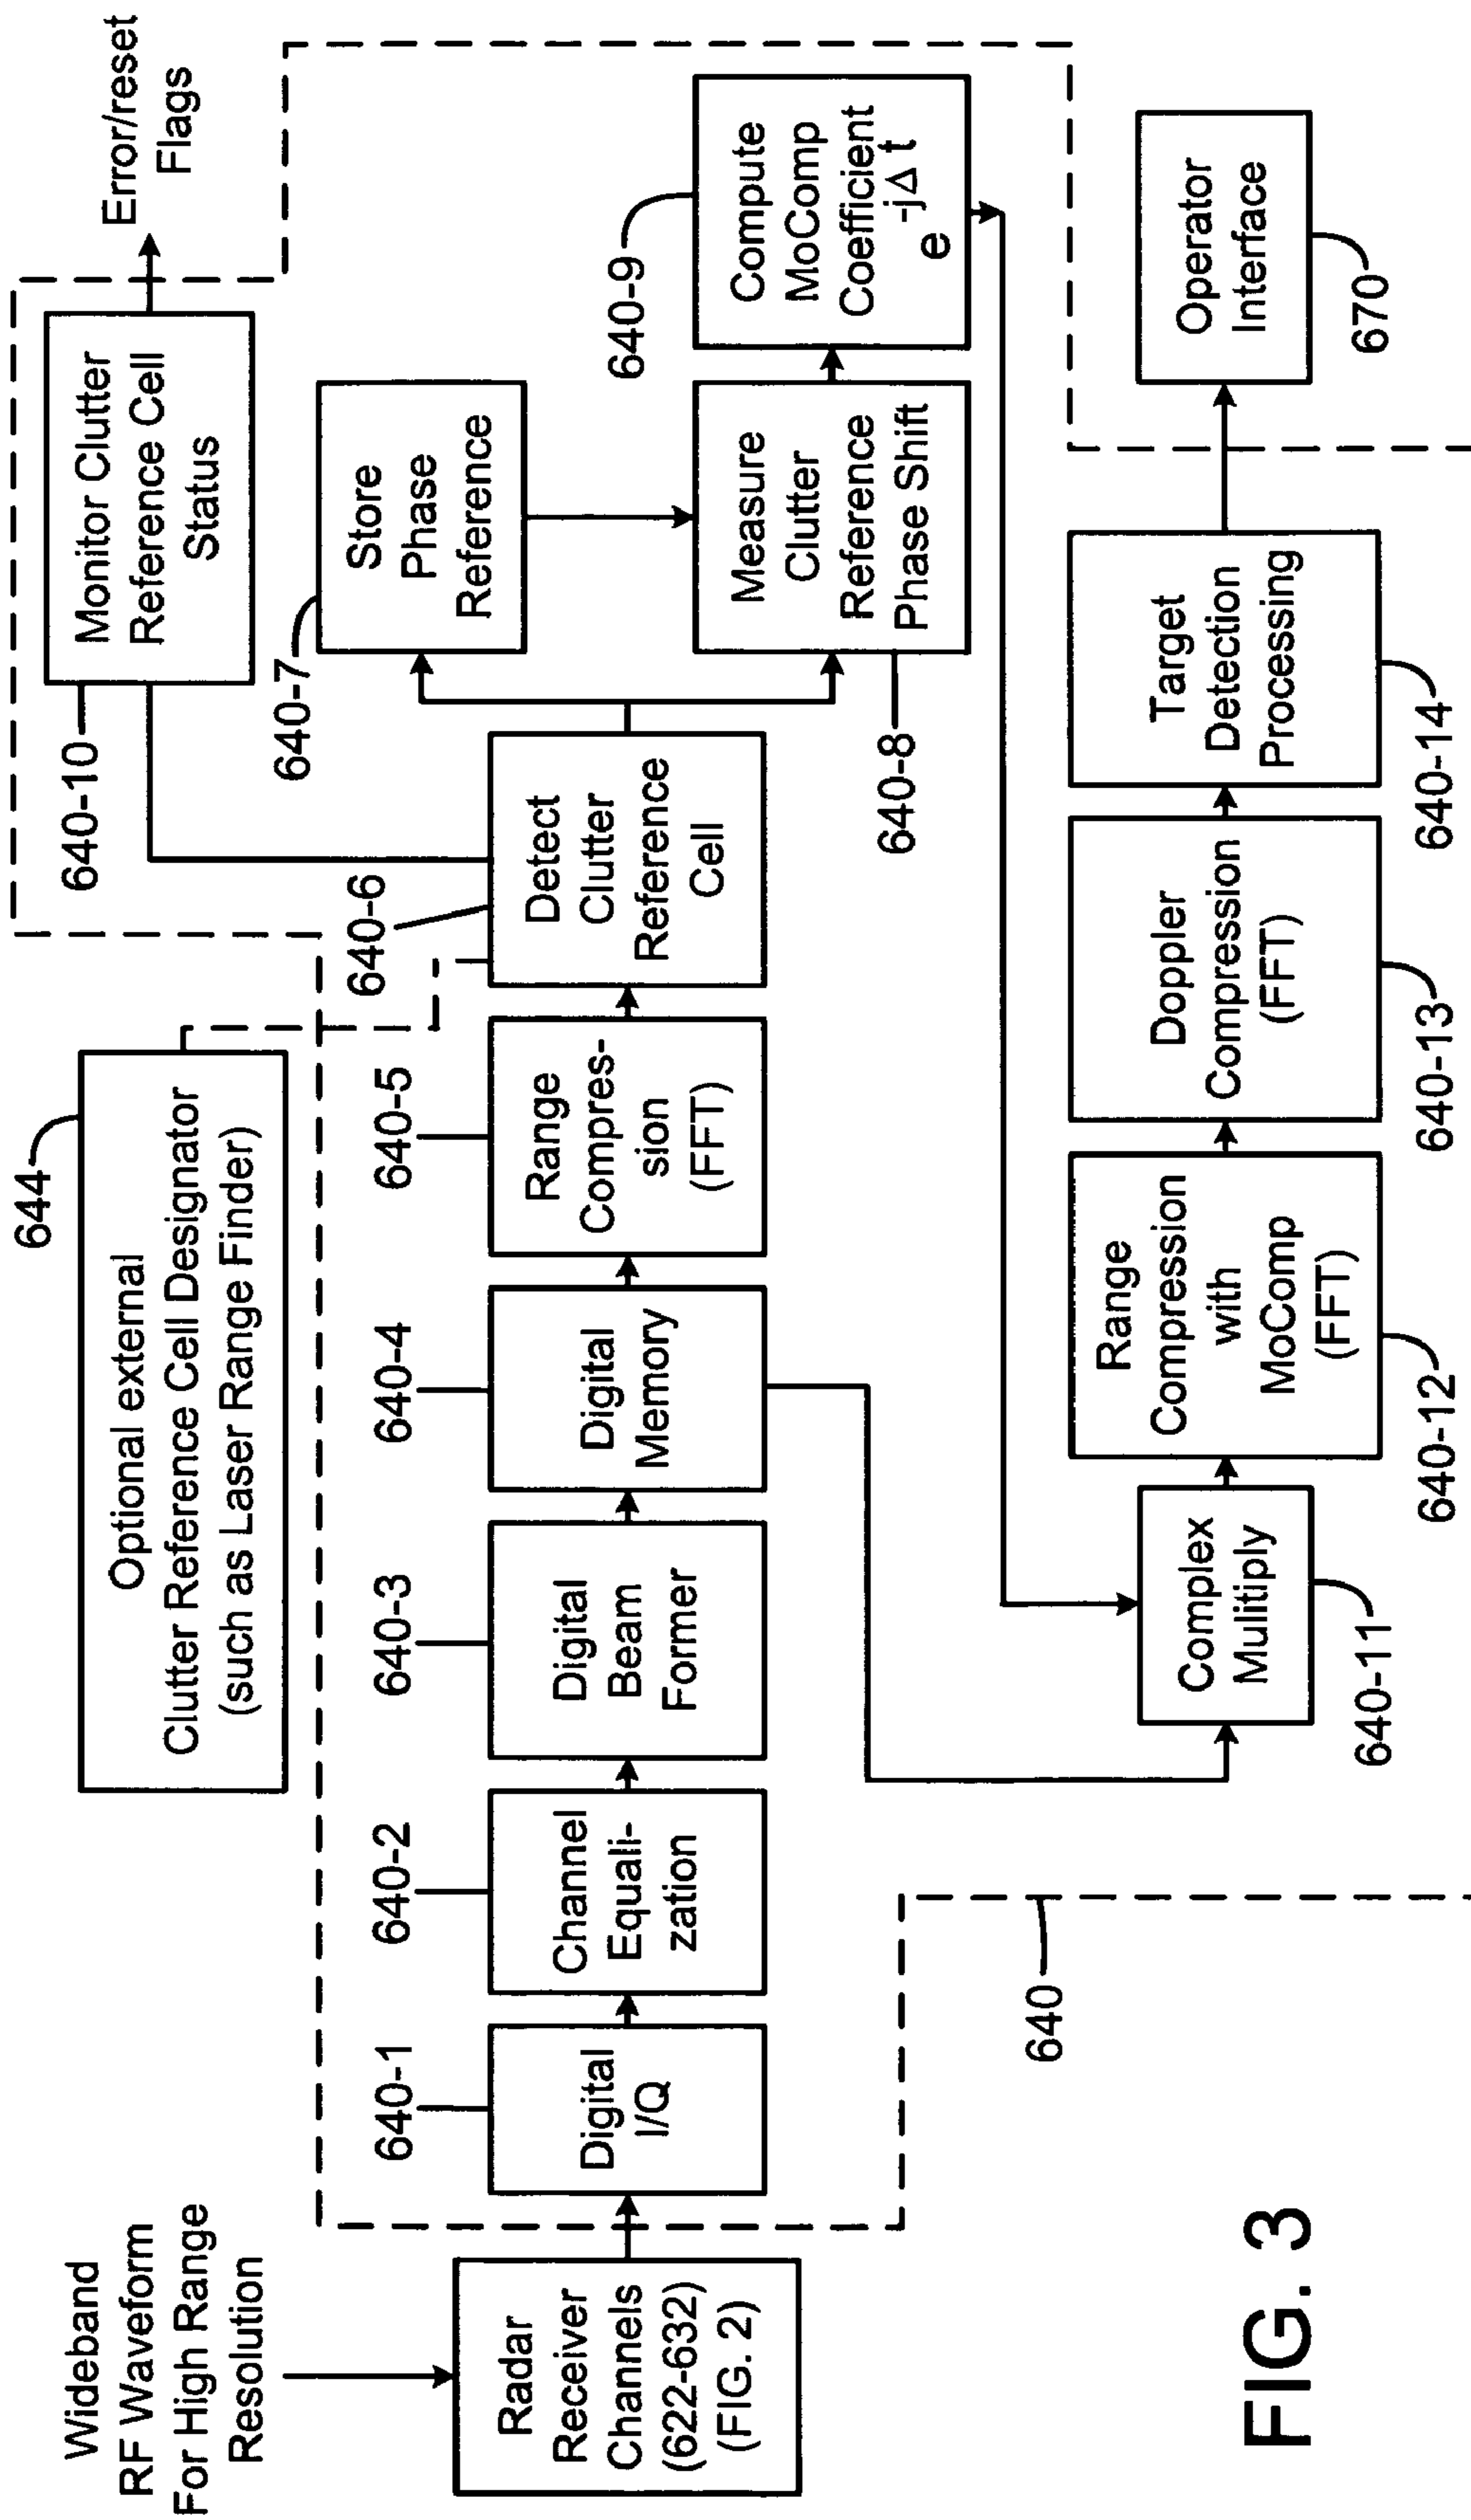 Wideband
RF Waveform
For High Range
Resolution
Radar
Receiver
Channels
(622-632)
(FIG. 2)
644
Optional external
Clutter Reference Cell Designator
(such as Laser Range Finder)
640-10
Monitor Clutter
Reference Cell
Status
Error/reset
Flags
640-1
Digital
I/Q
640-2
Channel
Equali-
zation
640-3
Digital
Beam
Former
640-4
Digital
Memory
640-5
Range
Compres-
sion
(FFT)
640-6
Detect
Clutter
Reference
Cell
640-7
Store
Phase
Reference
640-8
Measure
Clutter
Reference
Phase Shift
640-9
Compute
MoComp
Coefficient
e -jΔ t
640
Complex
Mulitiply
640-11
Range
Compression
with
MoComp
(FFT)
640-12
Doppler
Compression
(FFT)
640-13
Target
Detection
Processing
640-14
Operator
Interface
670
FIG. 3